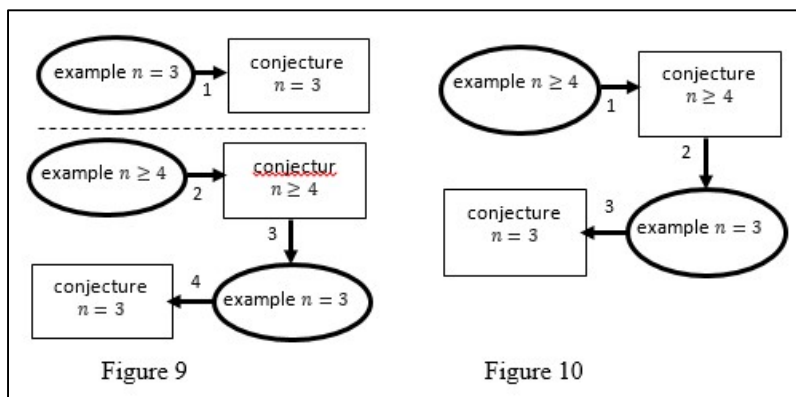 example n = 3
1
conjecture
n = 3
example n ≥ 4
2
conjectur
n ≥ 4
3
example n = 3
4
conjecture
n = 3
Figure 9
example n ≥ 4
1
conjecture
n ≥ 4
2
example n = 3
3
conjecture
n = 3
Figure 10